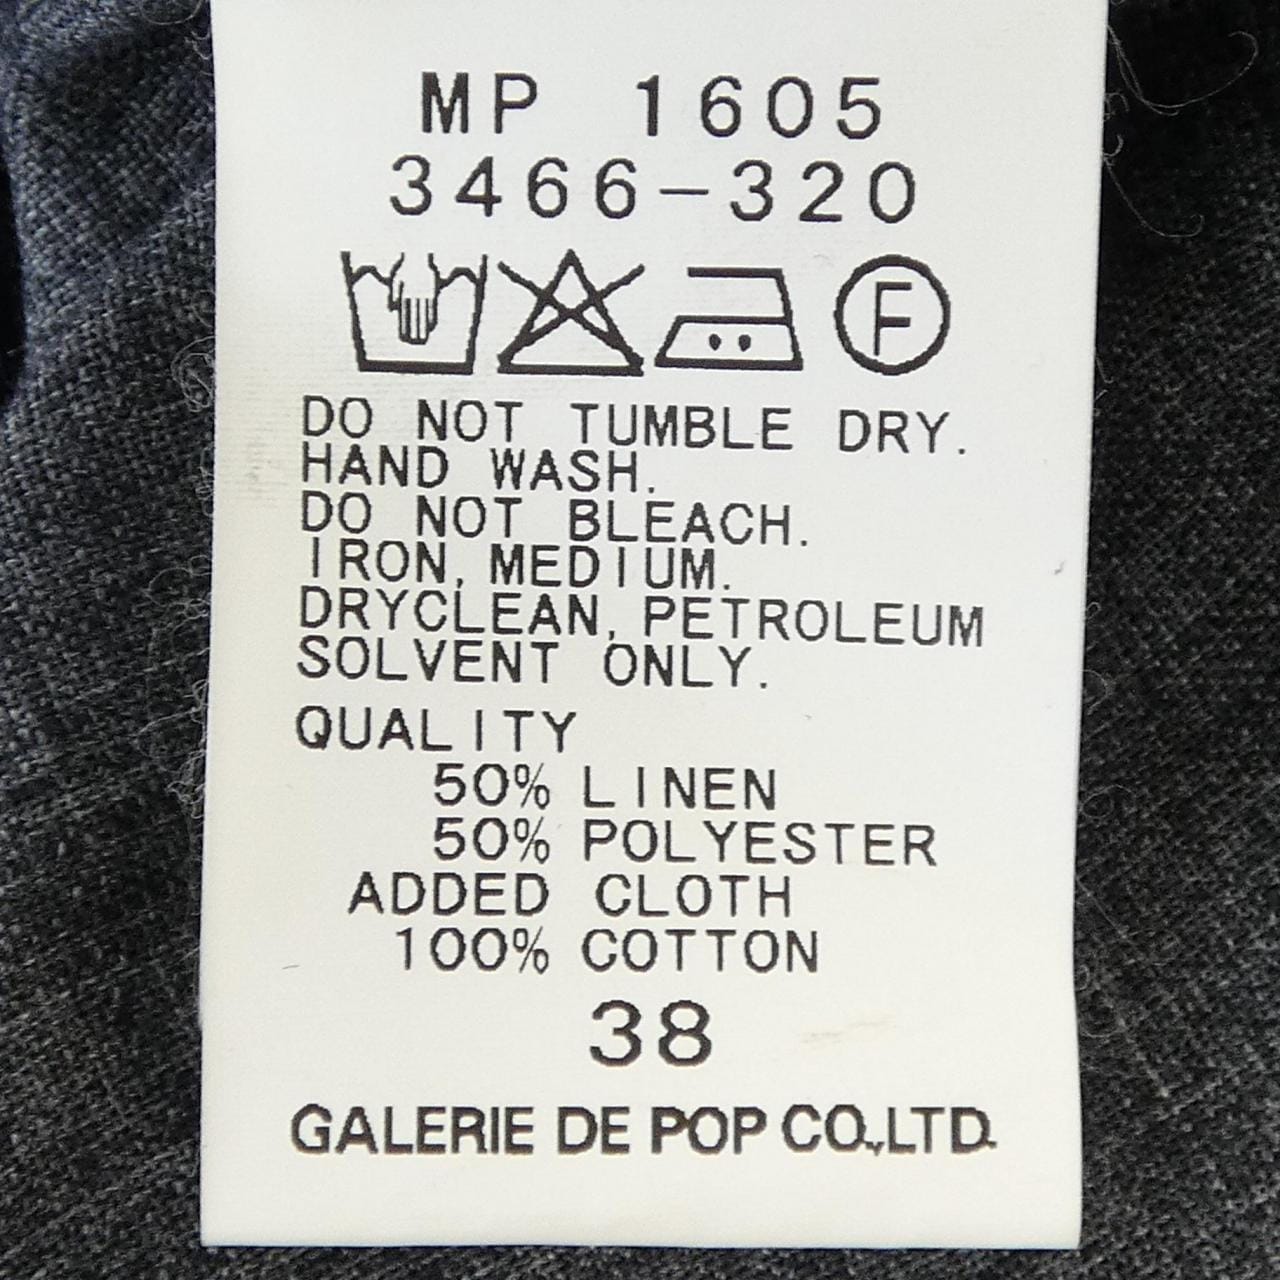 MP 1605
3466-320
F
DO NOT TUMBLE DRY.
HAND WASH.
DO NOT BLEACH.
IRON, MEDIUM.
DRYCLEAN, PETROLEUM
SOLVENT ONLY.
QUALITY
50% LINEN
50% POLYESTER
ADDED CLOTH
100% COTTON
38
GALERIE DE POP CO.,LTD.